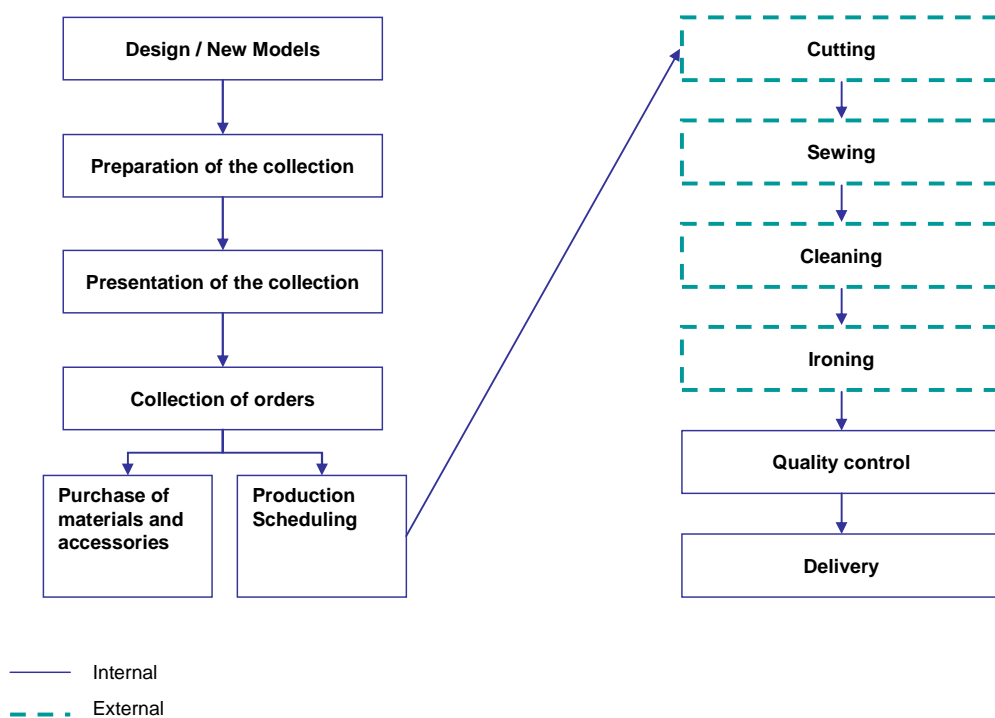 Design / New Models
Preparation of the collection
Presentation of the collection
Collection of orders
Purchase of
materials and
accessories
Production
Scheduling
Cutting
Sewing
Cleaning
Ironing
Quality control
Delivery
Internal
External